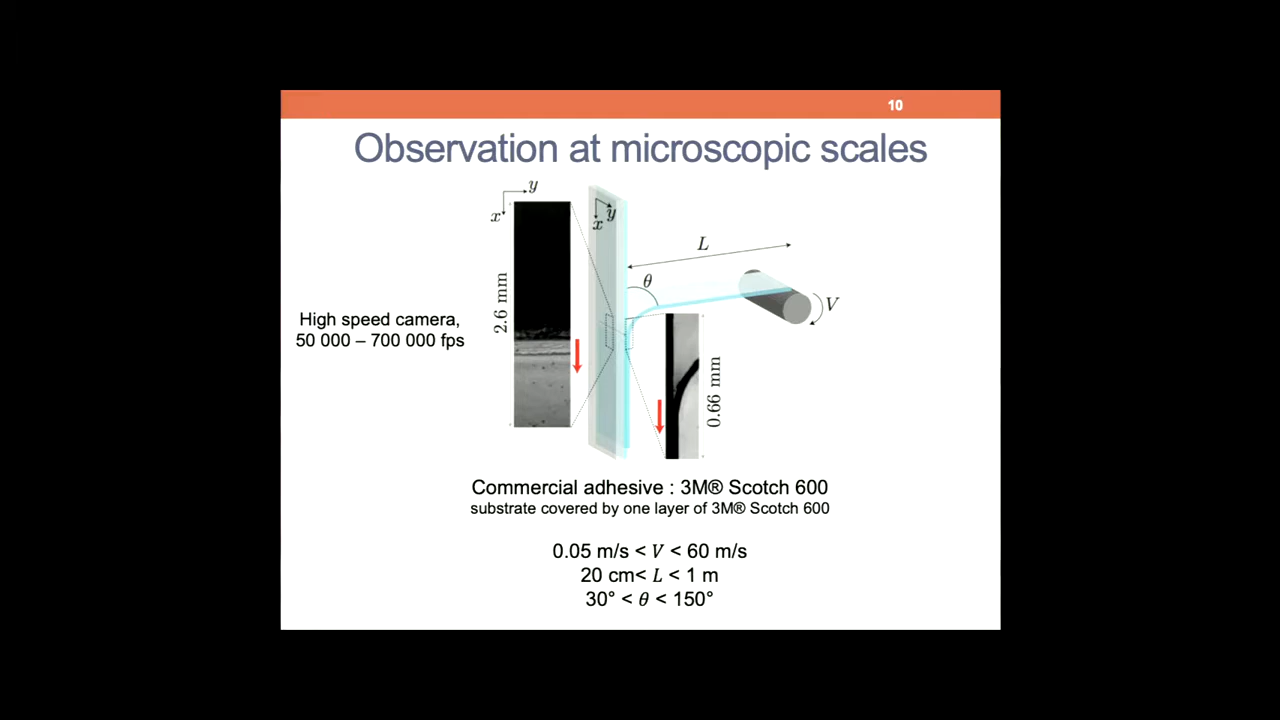 10
Observation at microscopic scales
y
x
y
x
L
θ
V
2.6 mm
0.66 mm
High speed camera,
50 000 – 700 000 fps
Commercial adhesive : 3M® Scotch 600
substrate covered by one layer of 3M® Scotch 600
0.05 m/s < V < 60 m/s
20 cm< L < 1 m
30° < θ < 150°